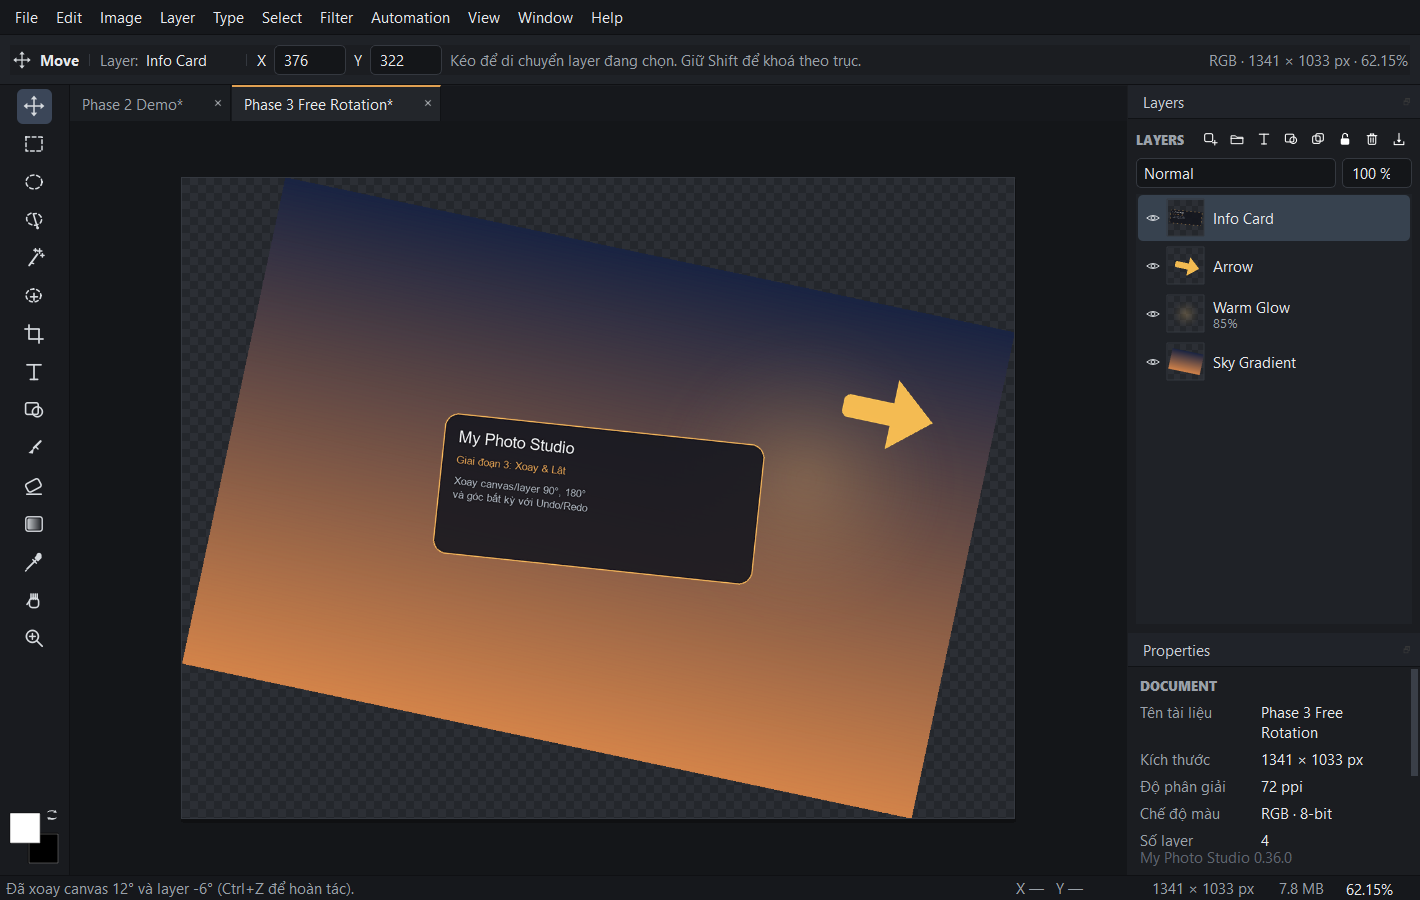 File Edit Image Layer Type Select Filter Automation View Window Help
Move Layer: Info Card X 376 Y 322 Kéo để di chuyển layer đang chọn. Giữ Shift để khoá theo trục. RGB · 1341 × 1033 px · 62.15%
Phase 2 Demo* × Phase 3 Free Rotation* ×
Layers
LAYERS
Normal 100 %
Info Card
Arrow
Warm Glow
85%
Sky Gradient
My Photo Studio
Giai đoạn 3: Xoay & Lật
Xoay canvas/layer 90°, 180°
và góc bất kỳ với Undo/Redo
Properties
DOCUMENT
Tên tài liệu Phase 3 Free
Rotation
Kích thước 1341 × 1033 px
Độ phân giải 72 ppi
Chế độ màu RGB · 8-bit
Số layer 4
My Photo Studio 0.36.0
Đã xoay canvas 12° và layer -6° (Ctrl+Z để hoàn tác). X — Y — 1341 × 1033 px 7.8 MB 62.15%